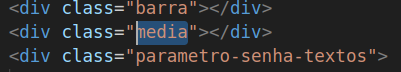 <div class="barra"></div>
<div class="media"></div>
<div class="parametro-senha-textos">